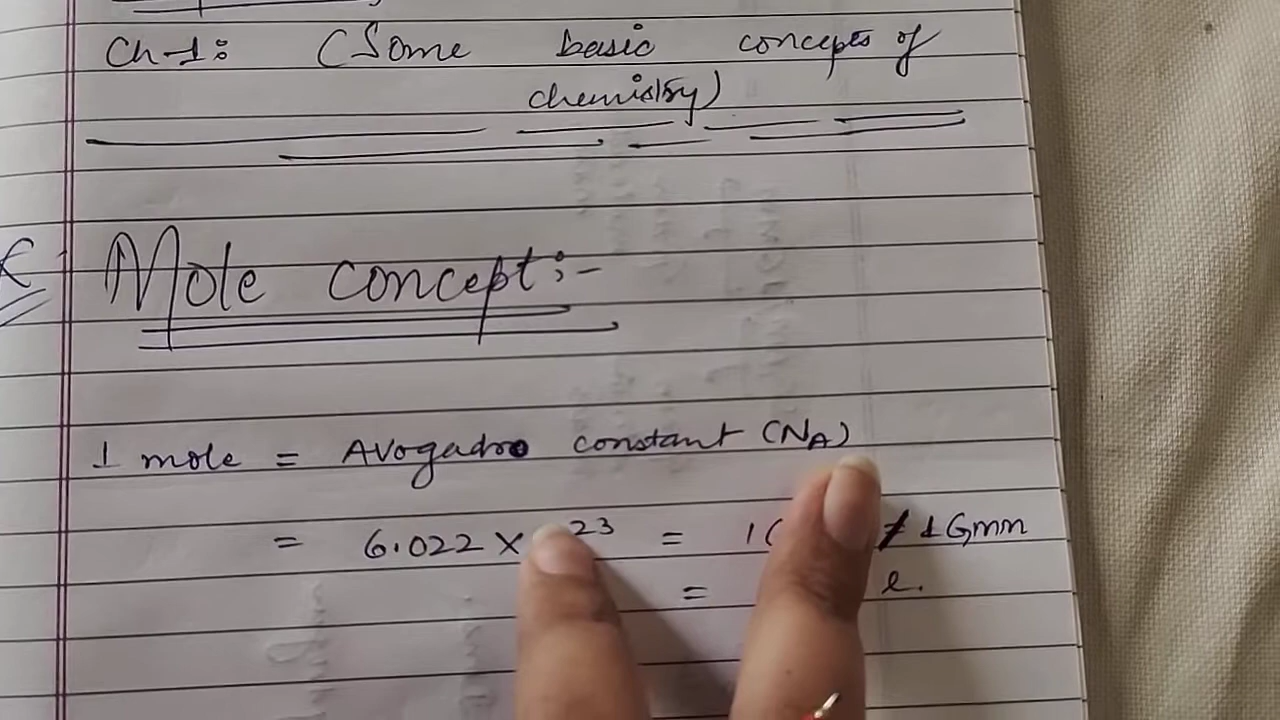 Ch-1: (Some basic concepts of
chemistry)
Mole concept:-
1 mole = Avogadro constant (NA)
= 6.022 × 23 = 1 / 1 Gmm
= e.